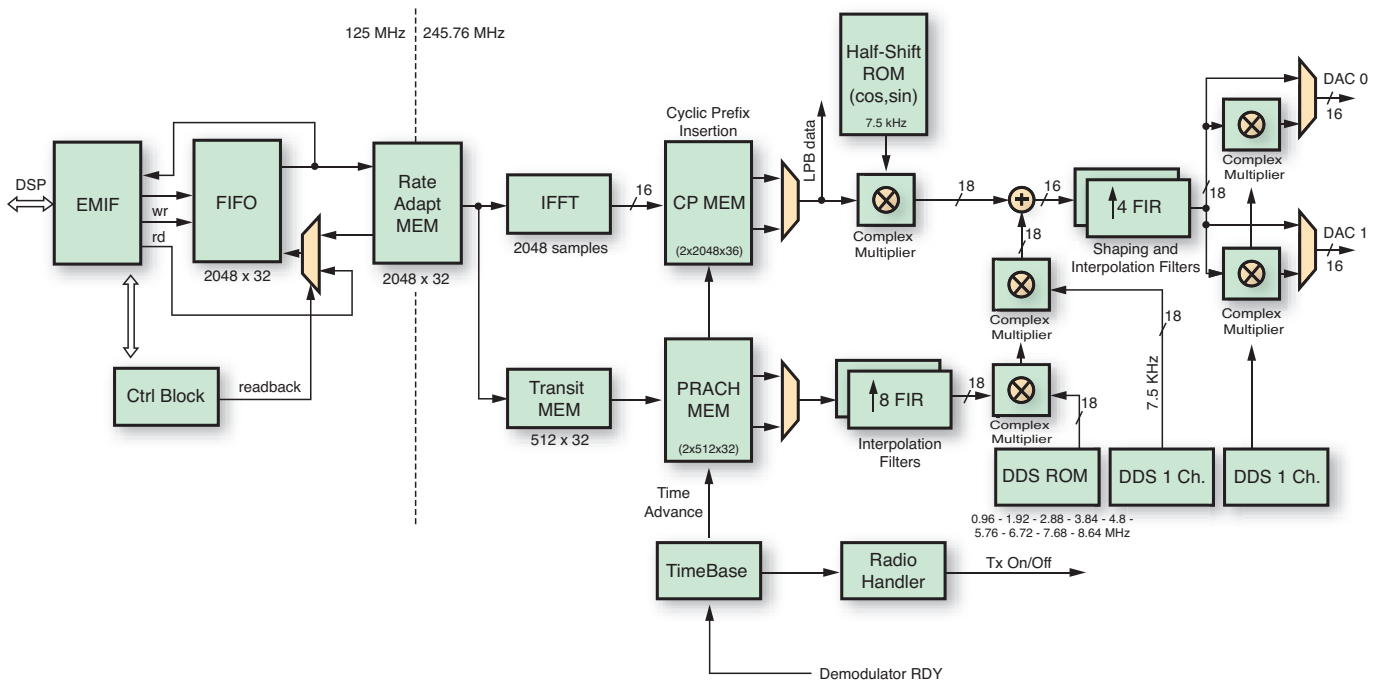 125 MHz
245.76 MHz
DSP
EMIF
wr
rd
FIFO
2048 x 32
Rate
Adapt
MEM
2048 x 32
Ctrl Block
readback
IFFT
2048 samples
16
Transit
MEM
512 x 32
Cyclic Prefix
Insertion
CP MEM
(2x2048x36)
PRACH
MEM
(2x512x32)
Time
Advance
TimeBase
Radio
Handler
Tx On/Off
Demodulator RDY
LPB data
Half-Shift
ROM
(cos,sin)
7.5 kHz
Complex
Multiplier
18
16
18
8 FIR
Interpolation
Filters
18
Complex
Multiplier
Complex
Multiplier
18
DDS ROM
0.96 - 1.92 - 2.88 - 3.84 - 4.8 -
5.76 - 6.72 - 7.68 - 8.64 MHz
18
7.5 KHz
DDS 1 Ch.
DDS 1 Ch.
4 FIR
Shaping and
Interpolation Filters
18
Complex
Multiplier
Complex
Multiplier
DAC 0
16
DAC 1
16